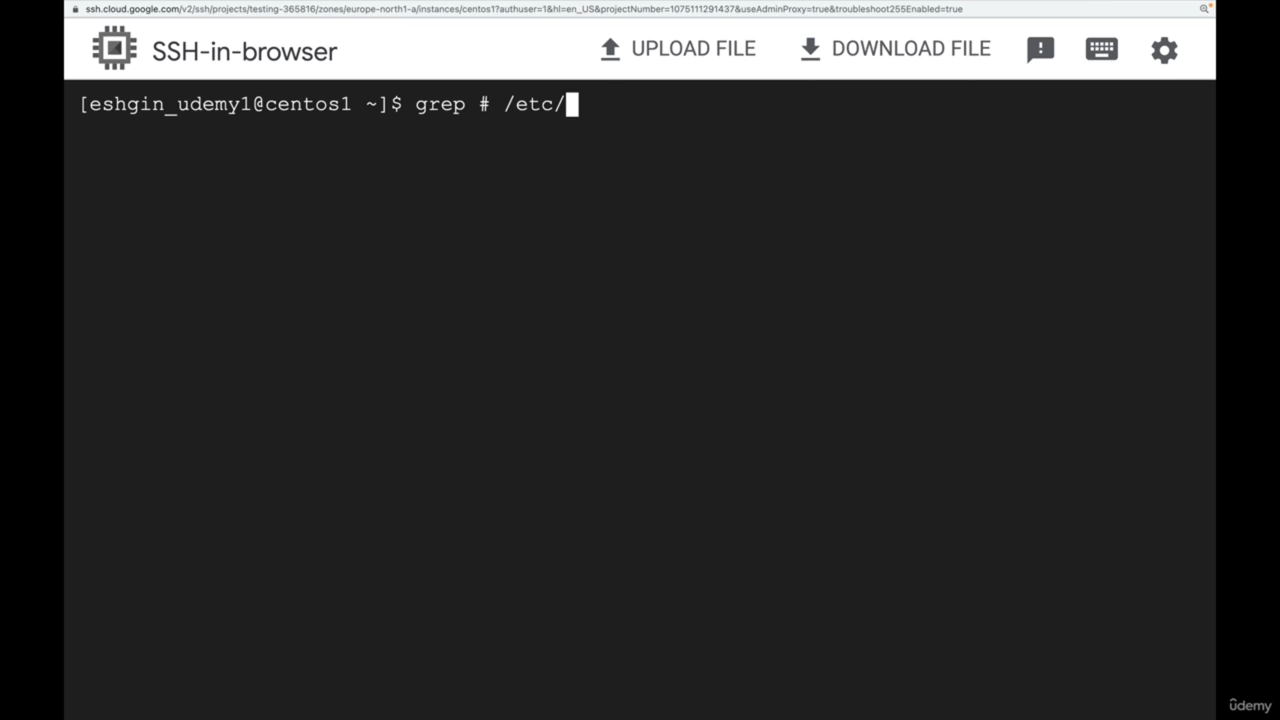 ssh.cloud.google.com/v2/ssh/projects/testing-365816/zones/europe-north1-a/instances/centos1?authuser=1&hl=en_US&projectNumber=1075111291437&useAdminProxy=true&troubleshoot255Enabled=true
SSH-in-browser
UPLOAD FILE
DOWNLOAD FILE
[eshgin_udemy1@centos1 ~]$ grep # /etc/
ûdemy